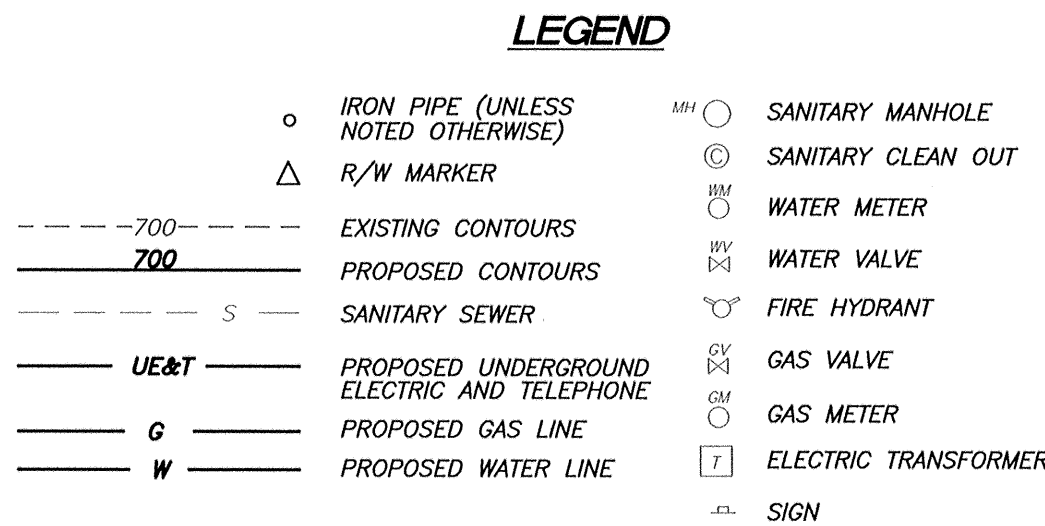 LEGEND
IRON PIPE (UNLESS
NOTED OTHERWISE)
R/W MARKER
700
EXISTING CONTOURS
700
PROPOSED CONTOURS
S
SANITARY SEWER
UE&T
PROPOSED UNDERGROUND
ELECTRIC AND TELEPHONE
G
PROPOSED GAS LINE
W
PROPOSED WATER LINE
MH
SANITARY MANHOLE
C
SANITARY CLEAN OUT
WM
WATER METER
WV
WATER VALVE
FIRE HYDRANT
GV
GAS VALVE
GM
GAS METER
T
ELECTRIC TRANSFORMER
SIGN